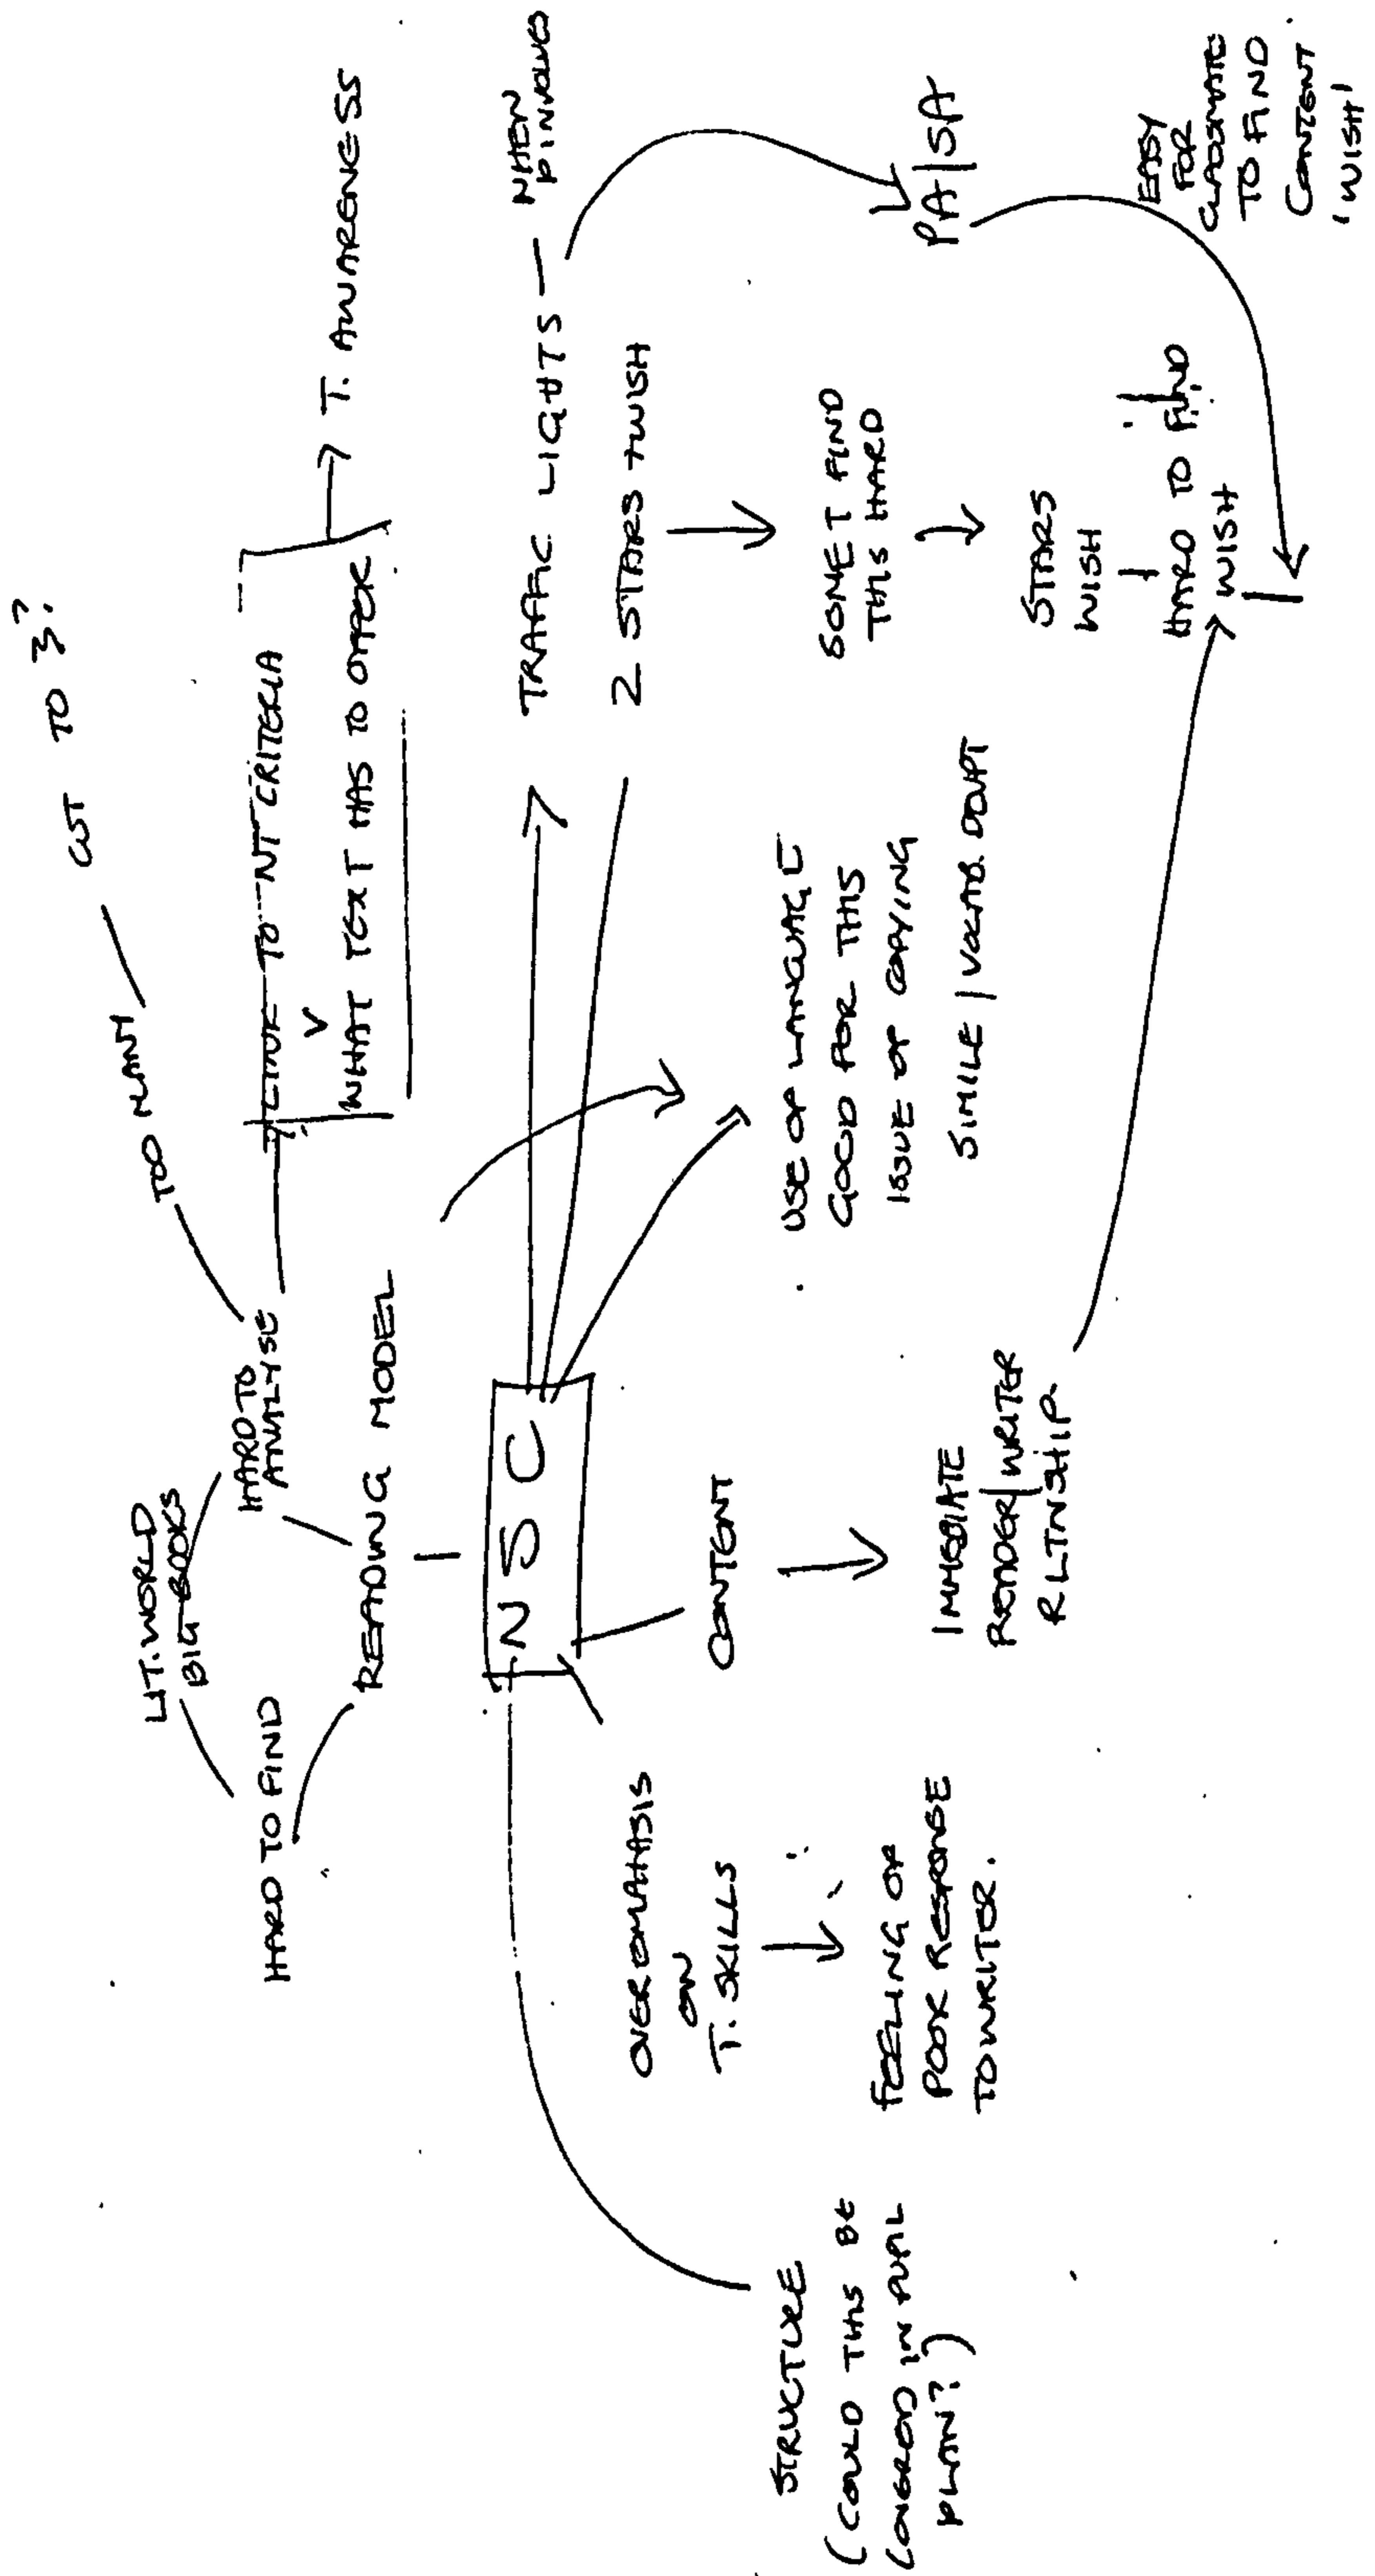 CUT TO 3?
TOO MANY
LIT. WORLD
BIG BOOKS
HARD TO
ANALYSE
HARD TO FIND
LINK TO NT CRITERIA
V
WHAT TEXT HAS TO OFFER
T. AWARENESS
READING MODEL
N S C
TRAFFIC LIGHTS — WHEN
P INVOLVED
2 STARS + WISH
PA/SA
SOME T FIND
THIS HARD
STARS
WISH
HARD TO FIND
WISH
EASY
FOR
CLASSMATE
TO FIND
CONTENT
'WISH'
USE OF LANGUAGE
GOOD FOR THIS
ISSUE OF COPYING
SIMILE / VOCAB.
CONTENT
IMMEDIATE
READER/WRITER
RLTNSHIP.
OVEREMPHASIS
ON
T. SKILLS
FEELING OF
POOR RESPONSE
TO WRITER.
STRUCTURE
(COULD THIS BE
COVERED IN PUPIL
PLAN?)